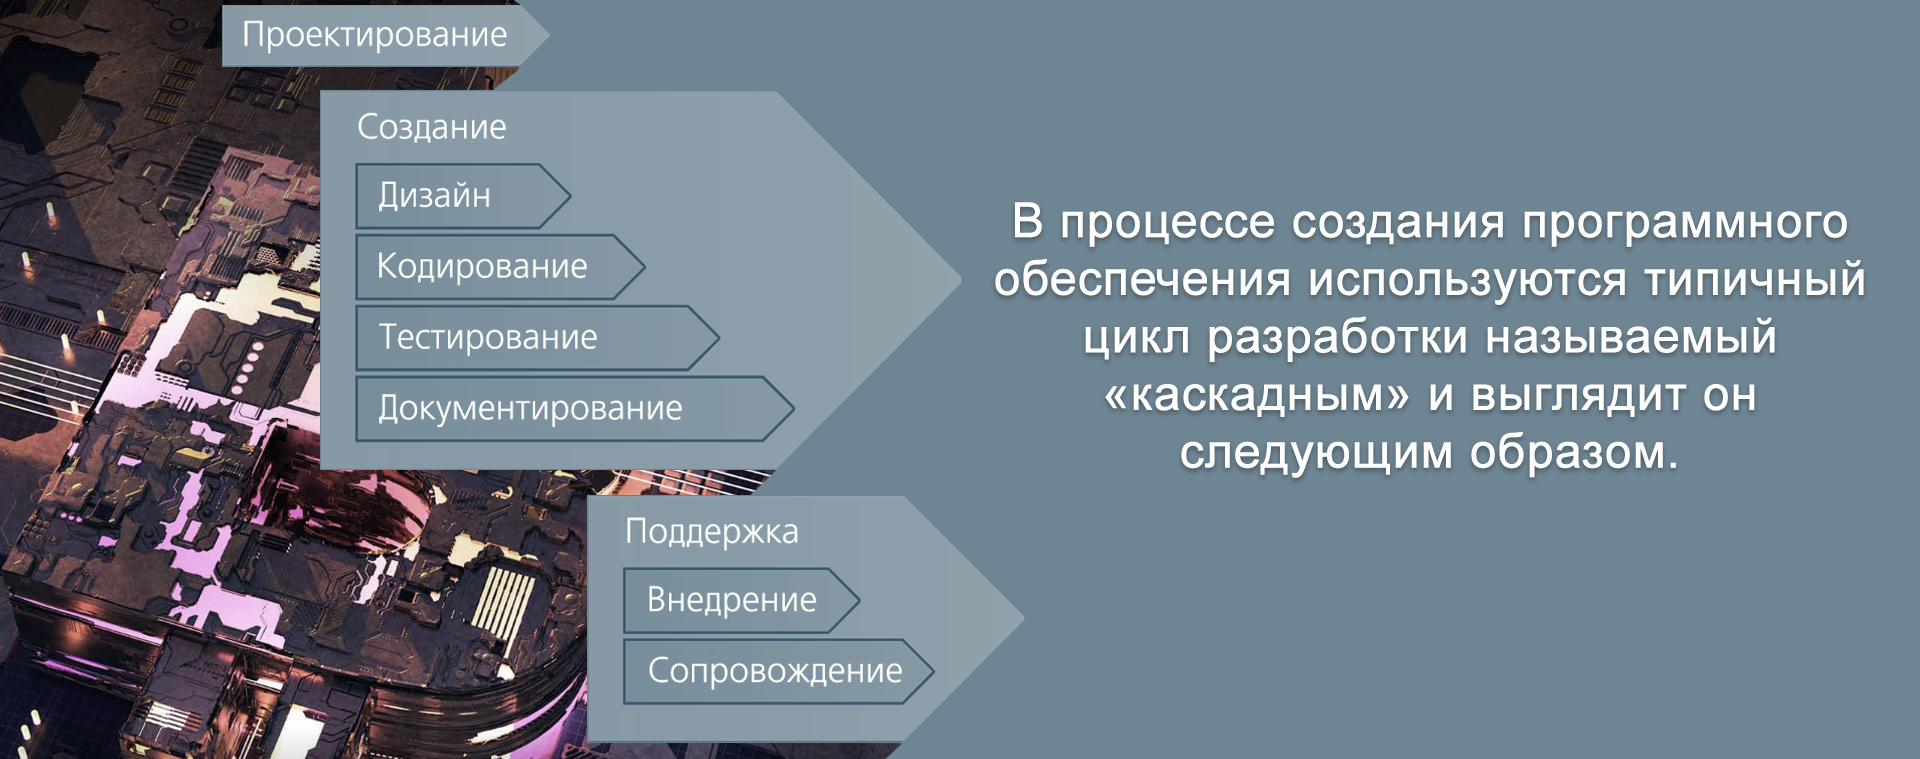 Проектирование
Создание
Дизайн
Кодирование
Тестирование
Документирование
Поддержка
Внедрение
Сопровождение
В процессе создания программного
обеспечения используются типичный
цикл разработки называемый
«каскадным» и выглядит он
следующим образом.